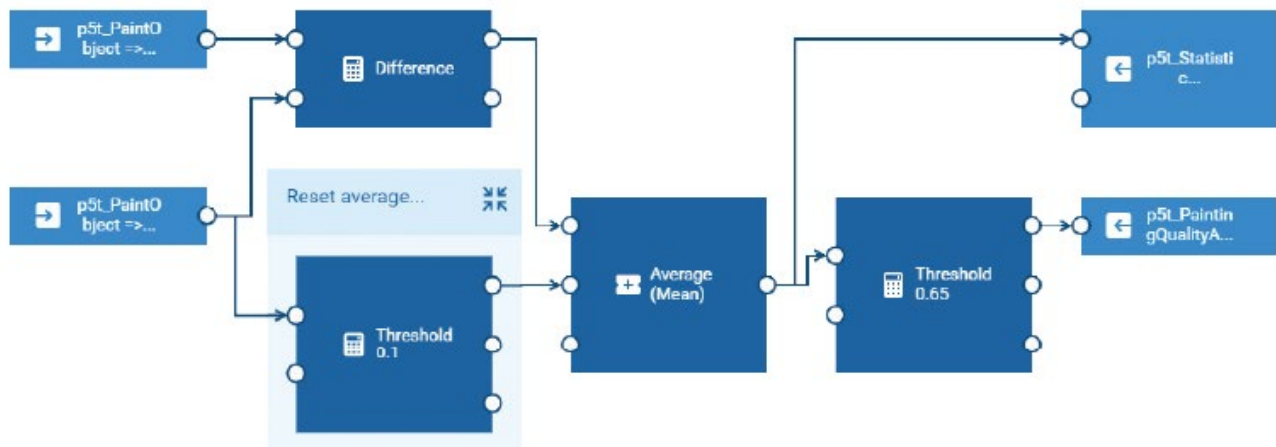 p5t_PaintO
bject =>...
Difference
p5t_Statisti
c...
p5t_PaintO
bject =>...
Reset average...
Average
(Mean)
Threshold
0.65
p5t_Paintin
gQualityA...
Threshold
0.1